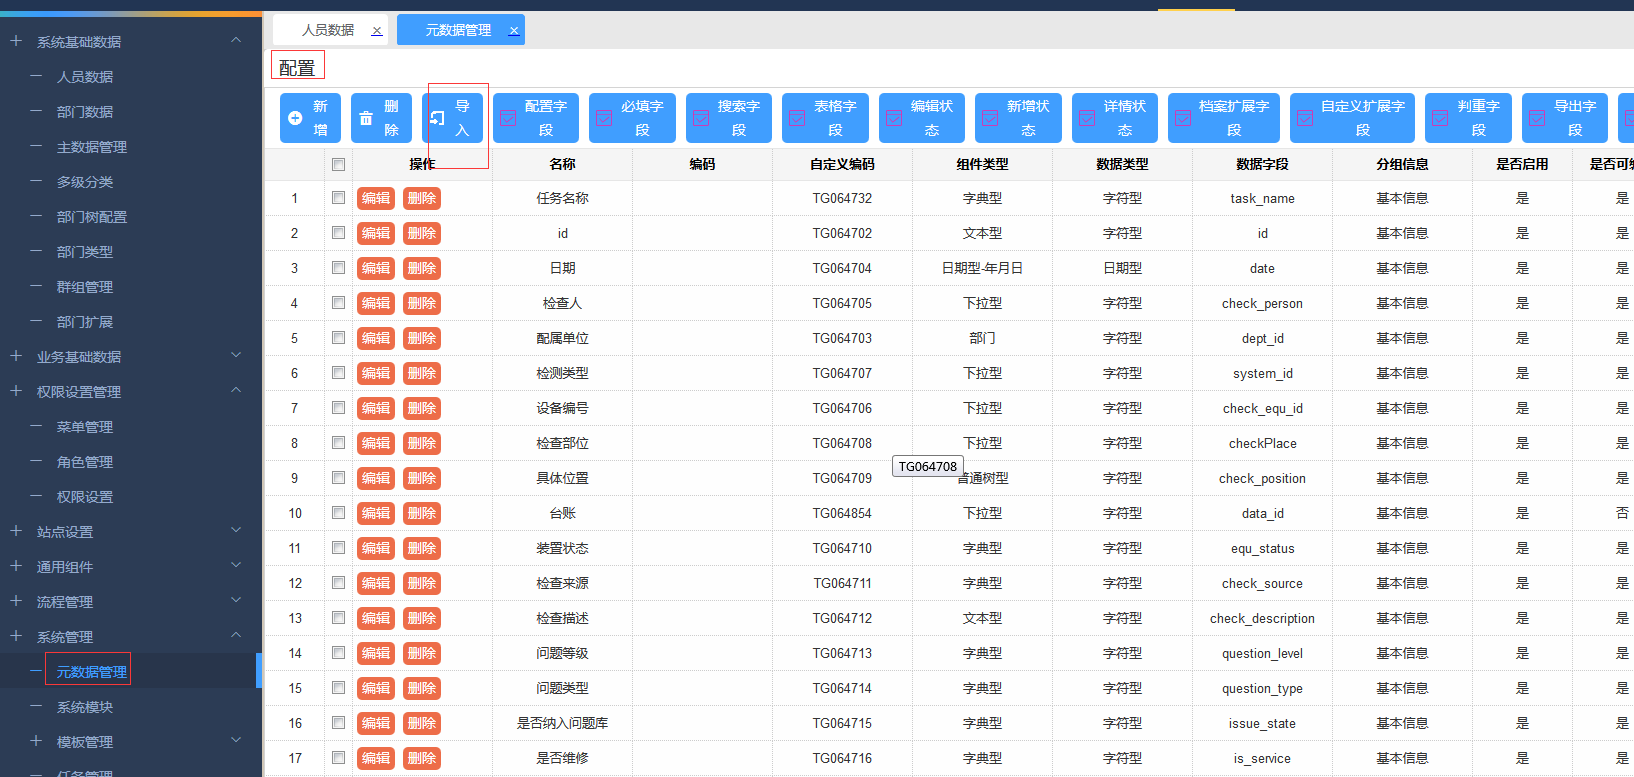 系统基础数据
人员数据
部门数据
主数据管理
多级分类
部门树配置
部门类型
群组管理
部门扩展
业务基础数据
权限设置管理
菜单管理
角色管理
权限设置
站点设置
通用组件
流程管理
系统管理
元数据管理
系统模块
模板管理
任务管理
人员数据 x 元数据管理 x
配置
新增 删除 导入 配置字段 必填字段 搜索字段 表格字段 编辑状态 新增状态 详情状态 档案扩展字段 自定义扩展字段 判重字段 导出字段
操作 名称 编码 自定义编码 组件类型 数据类型 数据字段 分组信息 是否启用 是否可
1 编辑 删除 任务名称 TG064732 字典型 字符型 task_name 基本信息 是 是
2 编辑 删除 id TG064702 文本型 字符型 id 基本信息 是 是
3 编辑 删除 日期 TG064704 日期型-年月日 日期型 date 基本信息 是 是
4 编辑 删除 检查人 TG064705 下拉型 字符型 check_person 基本信息 是 是
5 编辑 删除 配属单位 TG064703 部门 字符型 dept_id 基本信息 是 是
6 编辑 删除 检测类型 TG064707 下拉型 字符型 system_id 基本信息 是 是
7 编辑 删除 设备编号 TG064706 下拉型 字符型 check_equ_id 基本信息 是 是
8 编辑 删除 检查部位 TG064708 下拉型 字符型 checkPlace 基本信息 是 是
TG064708
9 编辑 删除 具体位置 TG064709 普通树型 字符型 check_position 基本信息 是 是
10 编辑 删除 台账 TG064854 下拉型 字符型 data_id 基本信息 是 否
11 编辑 删除 装置状态 TG064710 字典型 字符型 equ_status 基本信息 是 是
12 编辑 删除 检查来源 TG064711 字典型 字符型 check_source 基本信息 是 是
13 编辑 删除 检查描述 TG064712 文本型 字符型 check_description 基本信息 是 是
14 编辑 删除 问题等级 TG064713 字典型 字符型 question_level 基本信息 是 是
15 编辑 删除 问题类型 TG064714 字典型 字符型 question_type 基本信息 是 是
16 编辑 删除 是否纳入问题库 TG064715 字典型 字符型 issue_state 基本信息 是 是
17 编辑 删除 是否维修 TG064716 字典型 字符型 is_service 基本信息 是 是